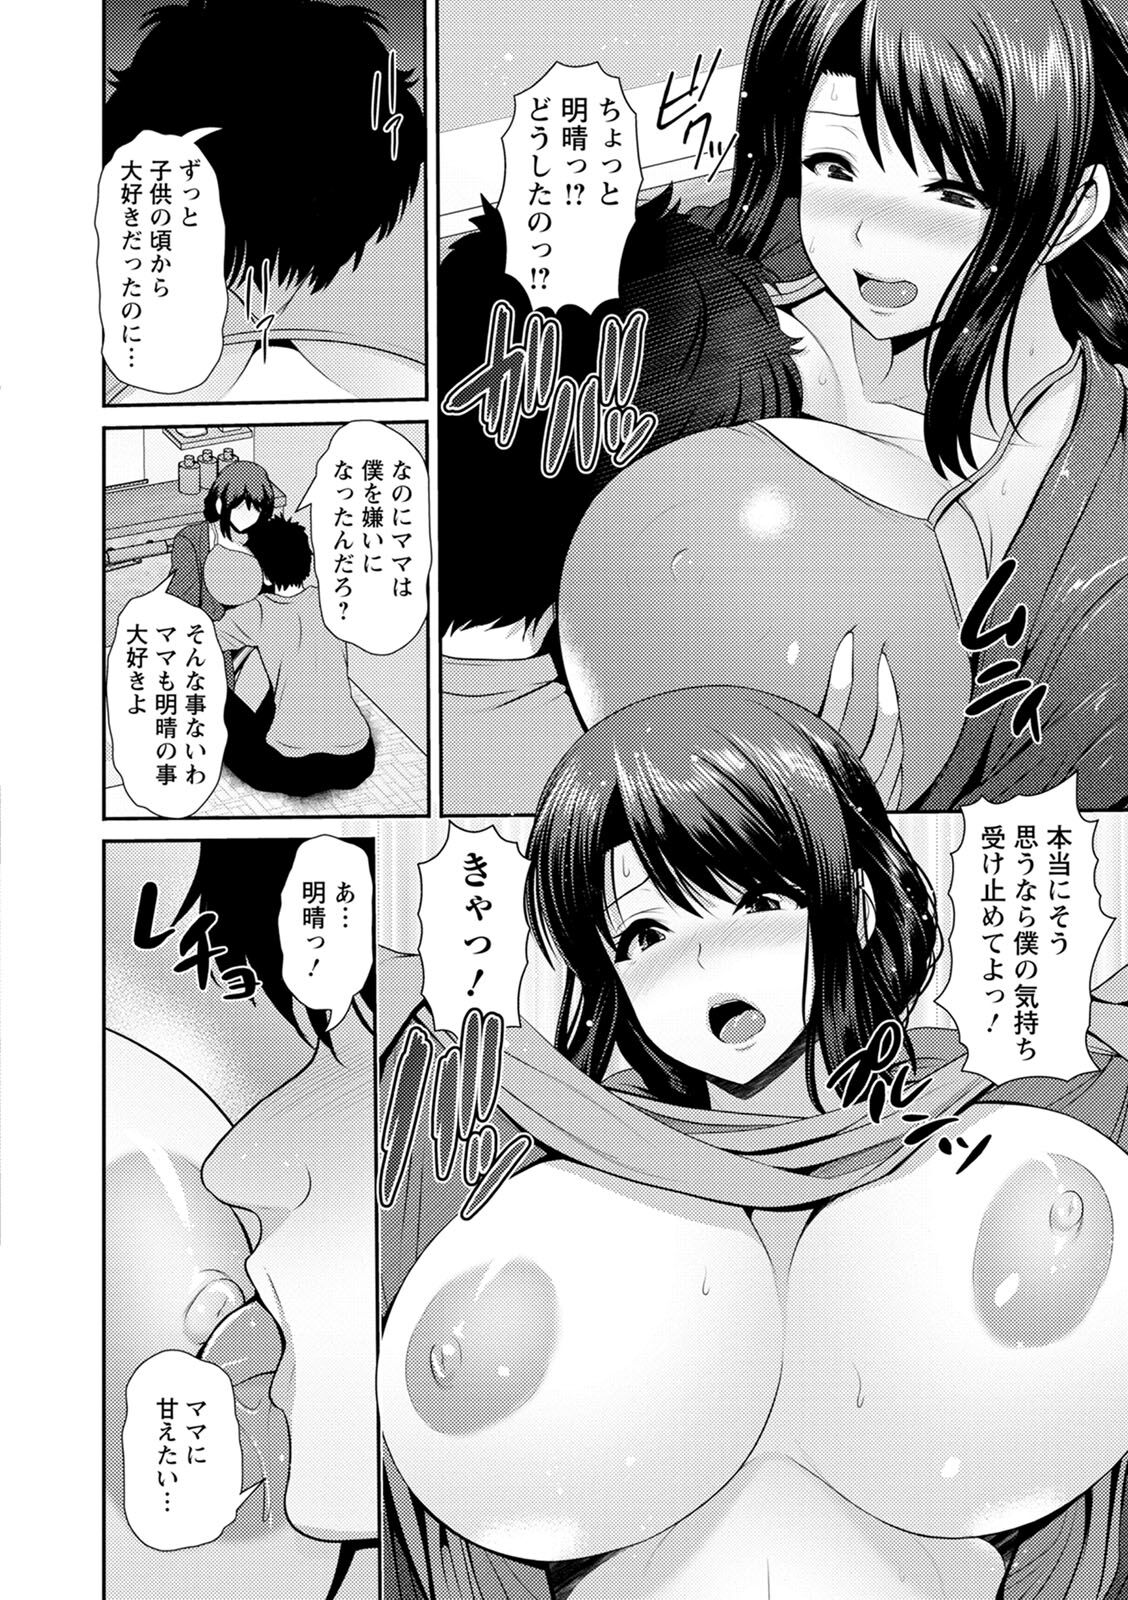 ちょっと
明晴っ!?
どうしたのっ!?
ビクッ
ガバッ
ムニィ
ずっと
子供の頃から
大好きだったのに…
なのにママは
僕を嫌いに
なったんだろ？
そんな事ないわ
ママも明晴の事
大好きよ
本当にそう
思うなら僕の気持ち
受け止めてよっ！
きゃっ！
プルンッ
あ…
明晴っ！
レチョ
ママに
甘えたい…